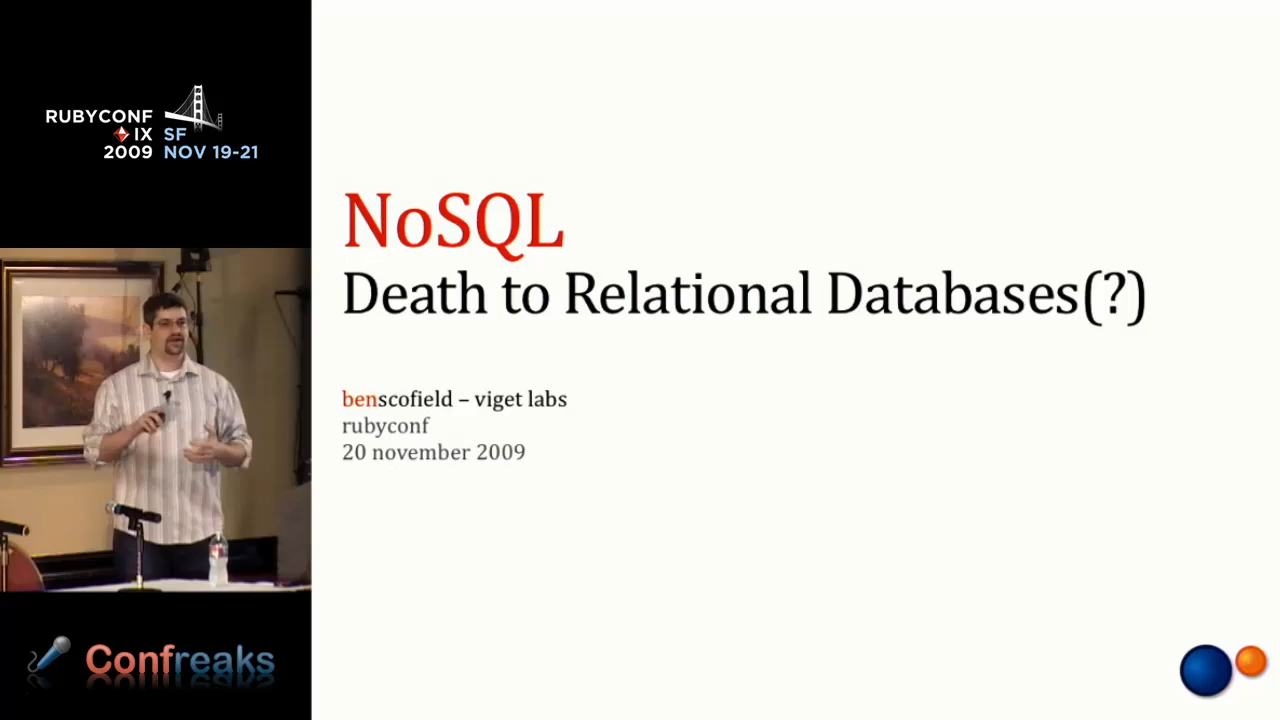 RUBYCONF
IX SF
2009 NOV 19-21
NoSQL
Death to Relational Databases(?)
benscofield – viget labs
rubyconf
20 november 2009
Confreaks